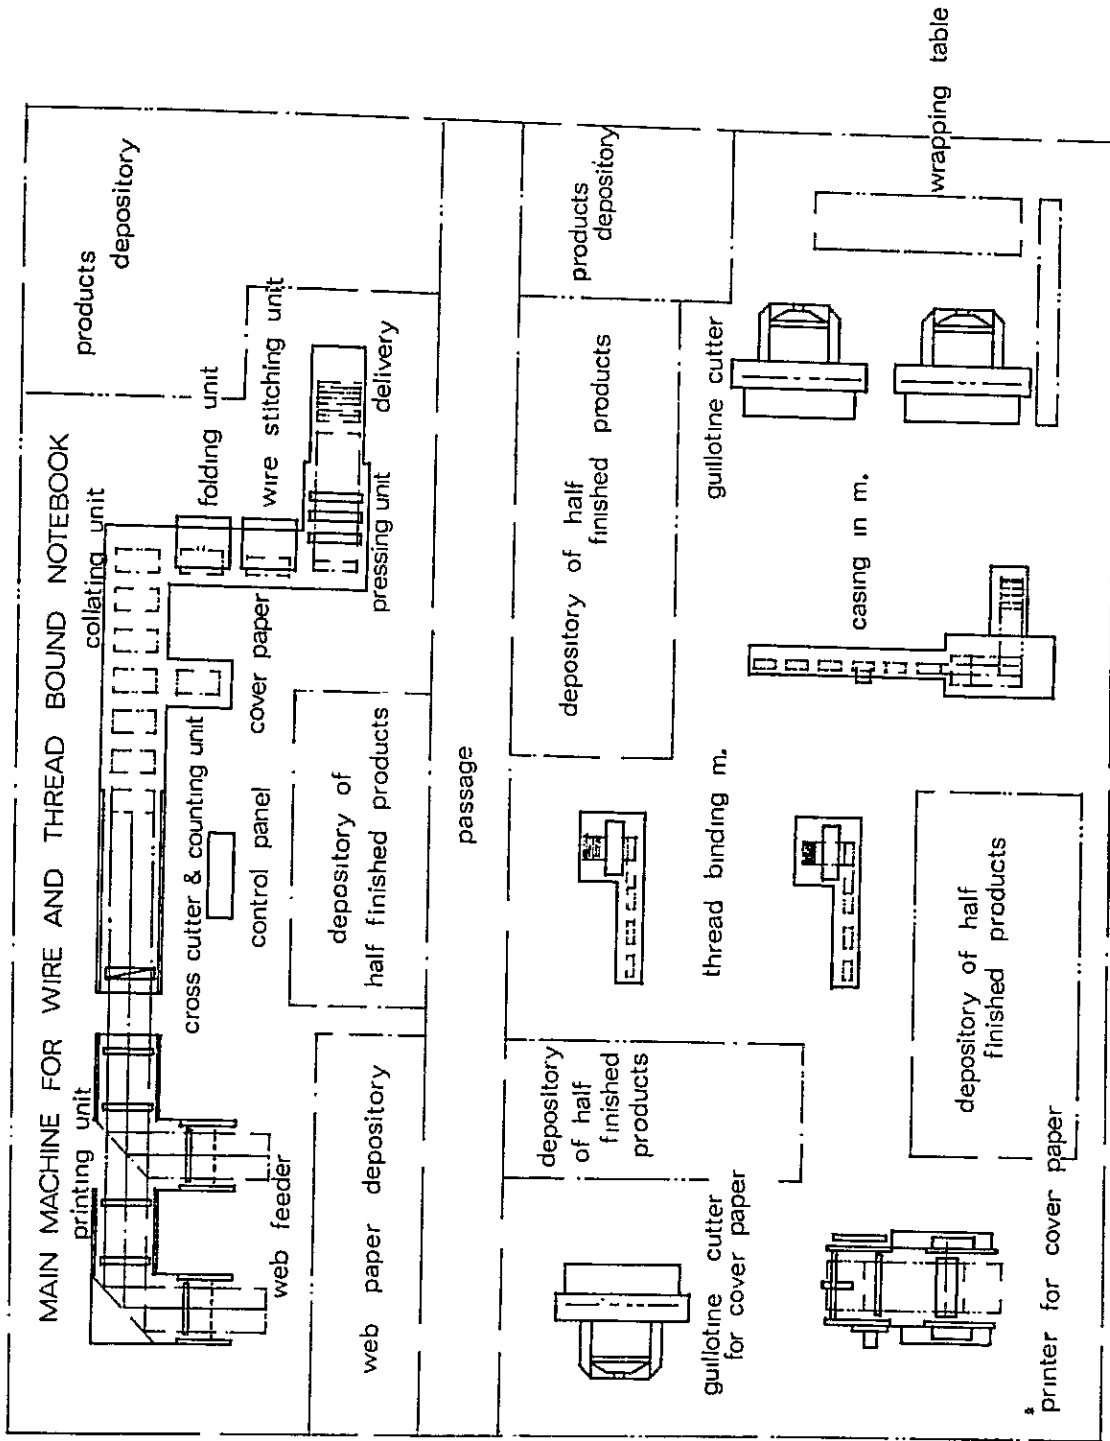 MAIN MACHINE FOR WIRE AND THREAD BOUND NOTEBOOK
printing unit
collating unit
products
depository
folding unit
wire stitching unit
cross cutter & counting unit
web feeder
control panel
cover paper
pressing unit
delivery
web paper depository
depository of
half finished products
passage
depository
of half
finished
products
depository of half
finished products
products
depository
thread binding m.
guillotine cutter
guillotine cutter
for cover paper
casing in m.
wrapping table
depository of half
finished products
* printer for cover paper